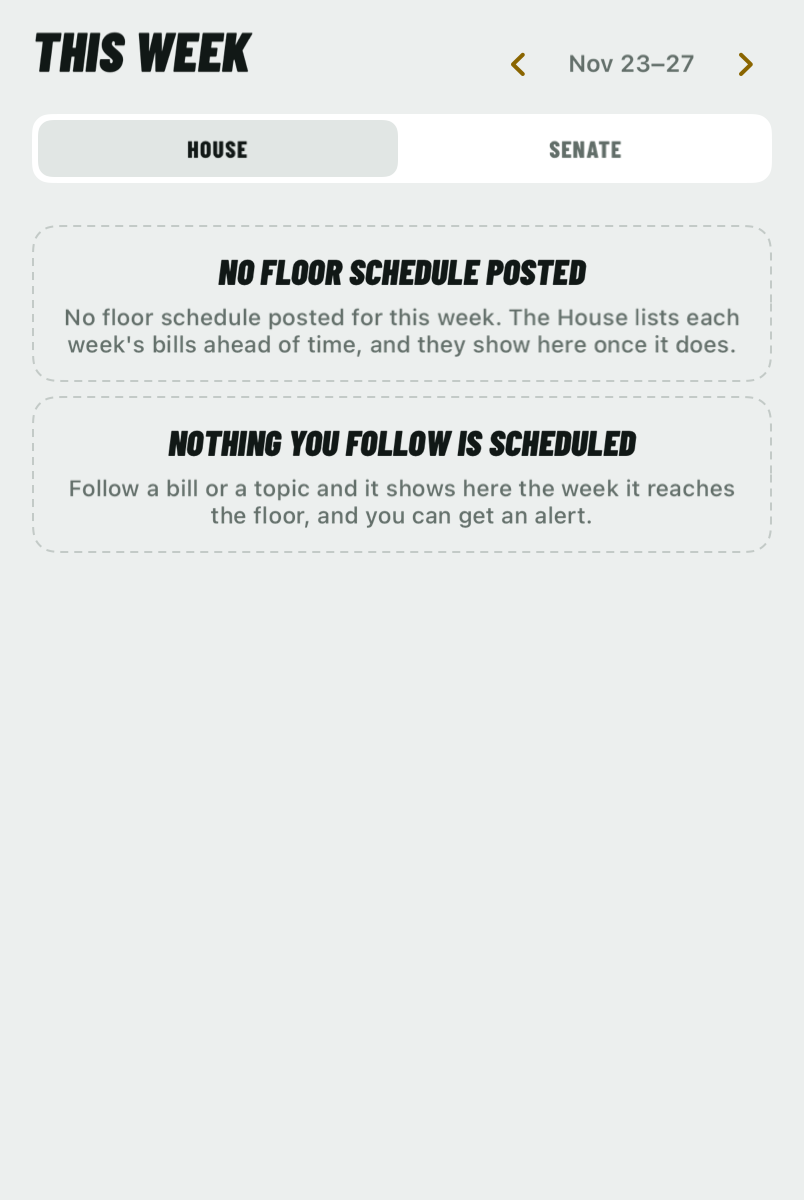 THIS WEEK
Nov 23–27
HOUSE
SENATE
NO FLOOR SCHEDULE POSTED
No floor schedule posted for this week. The House lists each
week's bills ahead of time, and they show here once it does.
NOTHING YOU FOLLOW IS SCHEDULED
Follow a bill or a topic and it shows here the week it reaches
the floor, and you can get an alert.